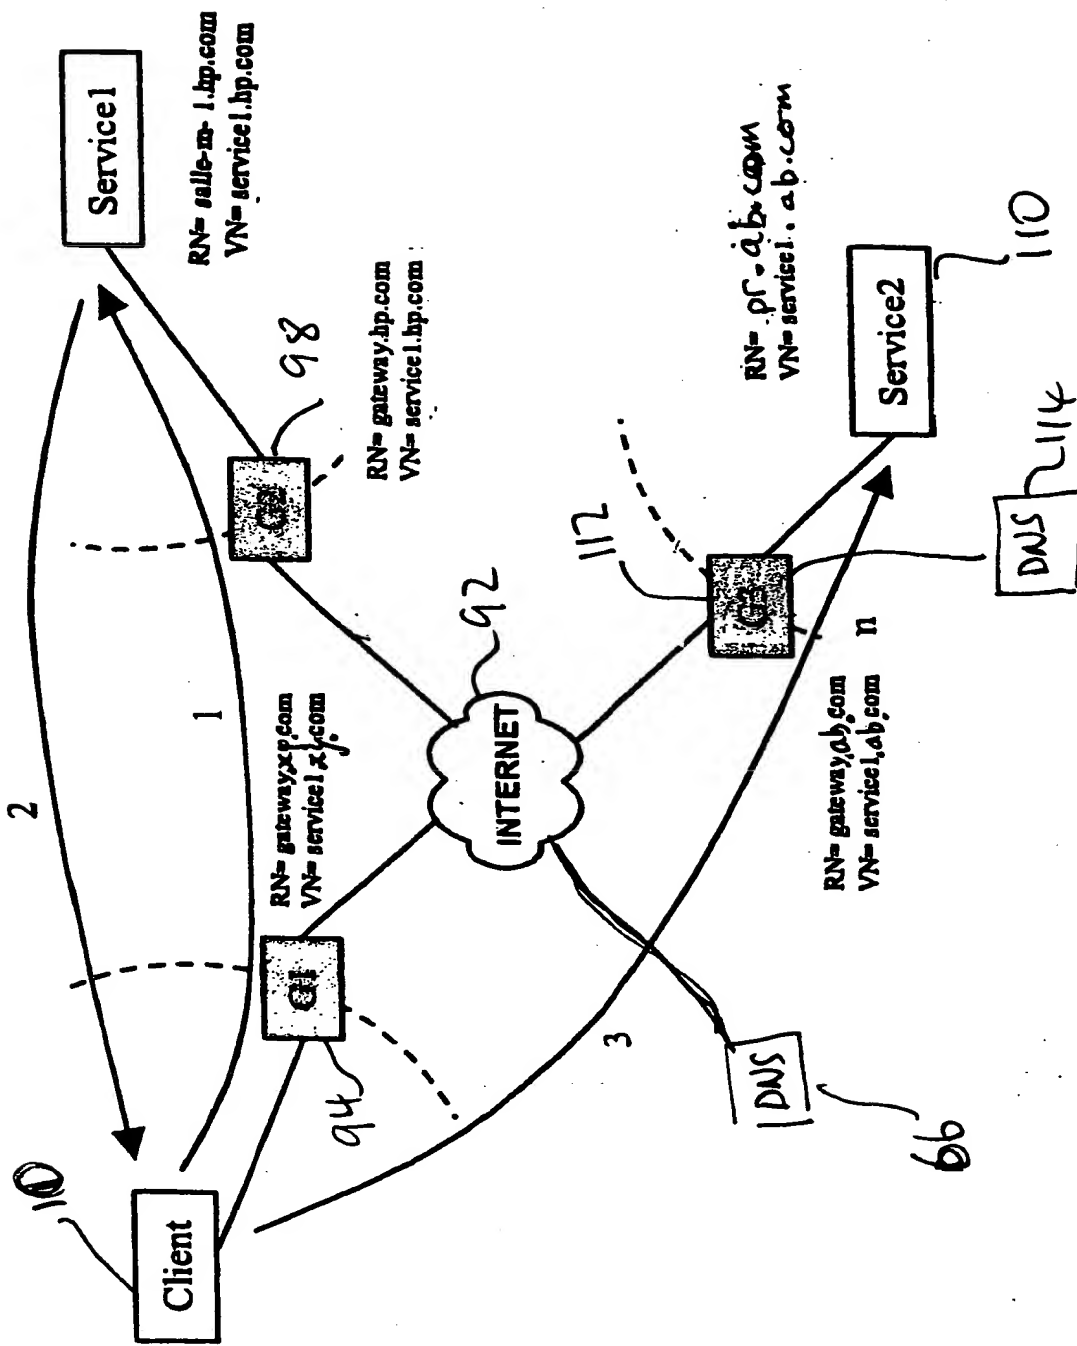 Client
10
2
1
3
Service1
RN= salle-m-1.hp.com
VN= service1.hp.com
G1
94
RN= gateway.xp.com
VN= service1.xy.com
G2
98
RN= gateway.hp.com
VN= service1.hp.com
INTERNET
92
DNS
66
112
RN= gateway.ab.com
VN= service1.ab.com
n
RN= pr.ab.com
VN= service1.ab.com
Service2
110
DNS
114